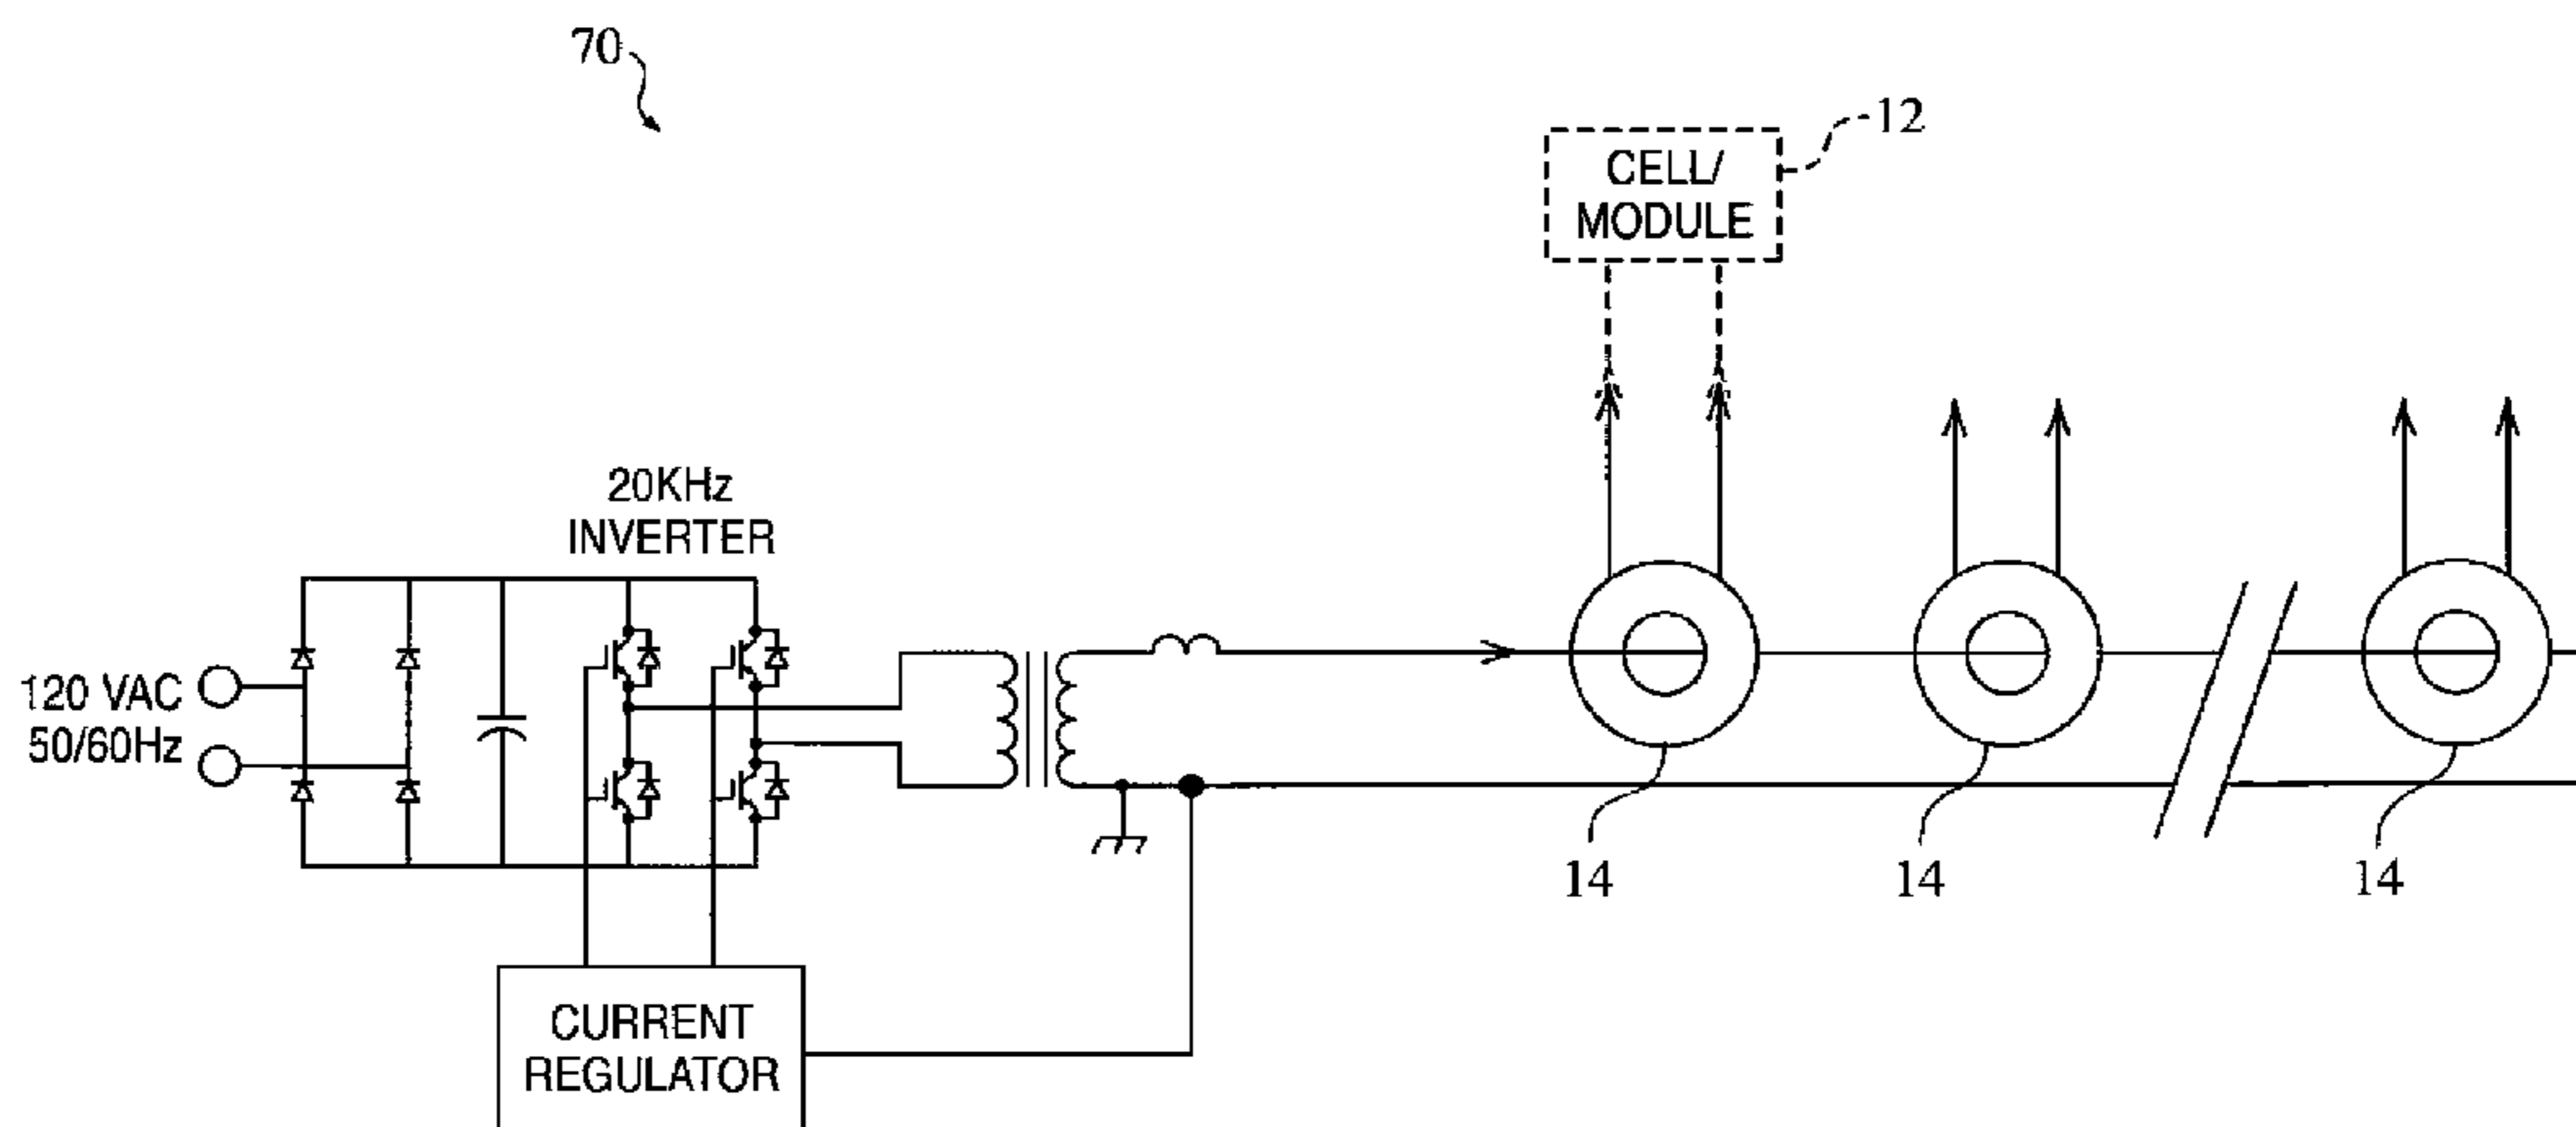 70
12
CELL/
MODULE
20KHz
INVERTER
120 VAC
50/60Hz
14
14
14
CURRENT
REGULATOR